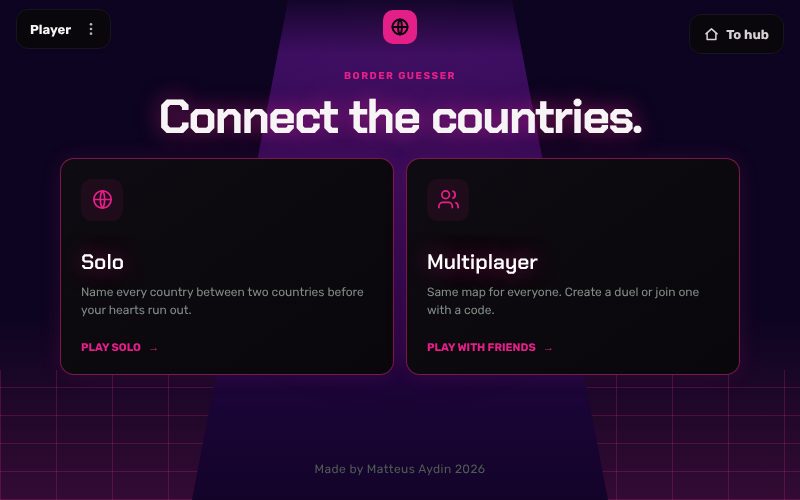 Player
To hub
BORDER GUESSER
Connect the countries.
Solo
Name every country between two countries before
your hearts run out.
PLAY SOLO →
Multiplayer
Same map for everyone. Create a duel or join one
with a code.
PLAY WITH FRIENDS →
Made by Matteus Aydin 2026